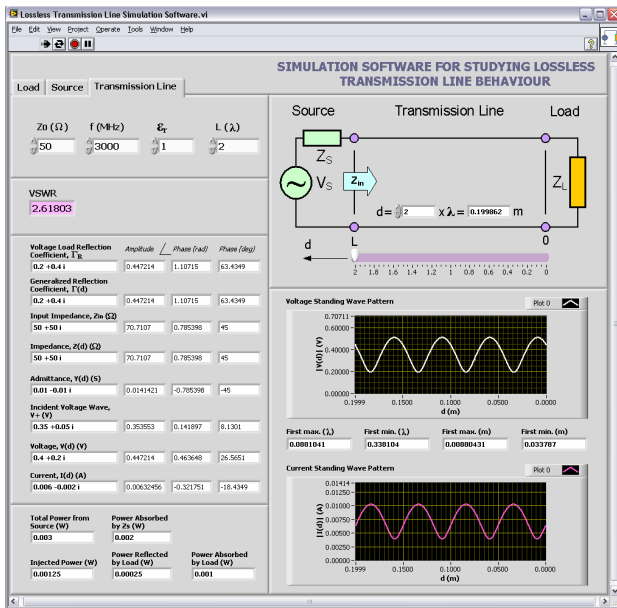 Lossless Transmission Line Simulation Software.vi
File Edit View Project Operate Tools Window Help
SIMULATION SOFTWARE FOR STUDYING LOSSLESS
TRANSMISSION LINE BEHAVIOUR
Load Source Transmission Line
Z0 (Ω) f (MHz) εr L (λ)
50 3000 1 2
VSWR
2.61803
Source Transmission Line Load
ZS
VS Zin ZL
d= 2 x λ = 0.199862 m
d L 0
2 1.8 1.6 1.4 1.2 1 0.8 0.6 0.4 0.2 0
Voltage Load Reflection
Coefficient, ΓR Amplitude Phase (rad) Phase (deg)
0.2 +0.4 i 0.447214 1.10715 63.4349
Generalized Reflection
Coefficient, Γ(d)
0.2 +0.4 i 0.447214 1.10715 63.4349
Input Impedance, Zin (Ω)
50 +50 i 70.7107 0.785398 45
Impedance, Z(d) (Ω)
50 +50 i 70.7107 0.785398 45
Admittance, Y(d) (S)
0.01 -0.01 i 0.0141421 -0.785398 -45
Incident Voltage Wave,
V+ (V)
0.35 +0.05 i 0.353553 0.141897 8.1301
Voltage, V(d) (V)
0.4 +0.2 i 0.447214 0.463648 26.5651
Current, I(d) (A)
0.006 -0.002 i 0.00632456 -0.321751 -18.4349
Total Power from
Source (W)
0.003
Power Absorbed
by Zs (W)
0.002
Injected Power (W)
0.00125
Power Reflected
by Load (W)
0.00025
Power Absorbed
by Load (W)
0.001
Voltage Standing Wave Pattern Plot 0
|V(d)| (V)
0.70711
0.60000
0.40000
0.20000
0.00000
0.1999 0.1500 0.1000 0.0500 0.0000
d (m)
First max. (λ) First min. (λ) First max. (m) First min. (m)
0.0881041 0.338104 0.00880431 0.033787
Current Standing Wave Pattern Plot 0
|I(d)| (A)
0.01414
0.01250
0.01000
0.00750
0.00500
0.00250
0.00000
0.1999 0.1500 0.1000 0.0500 0.0000
d (m)